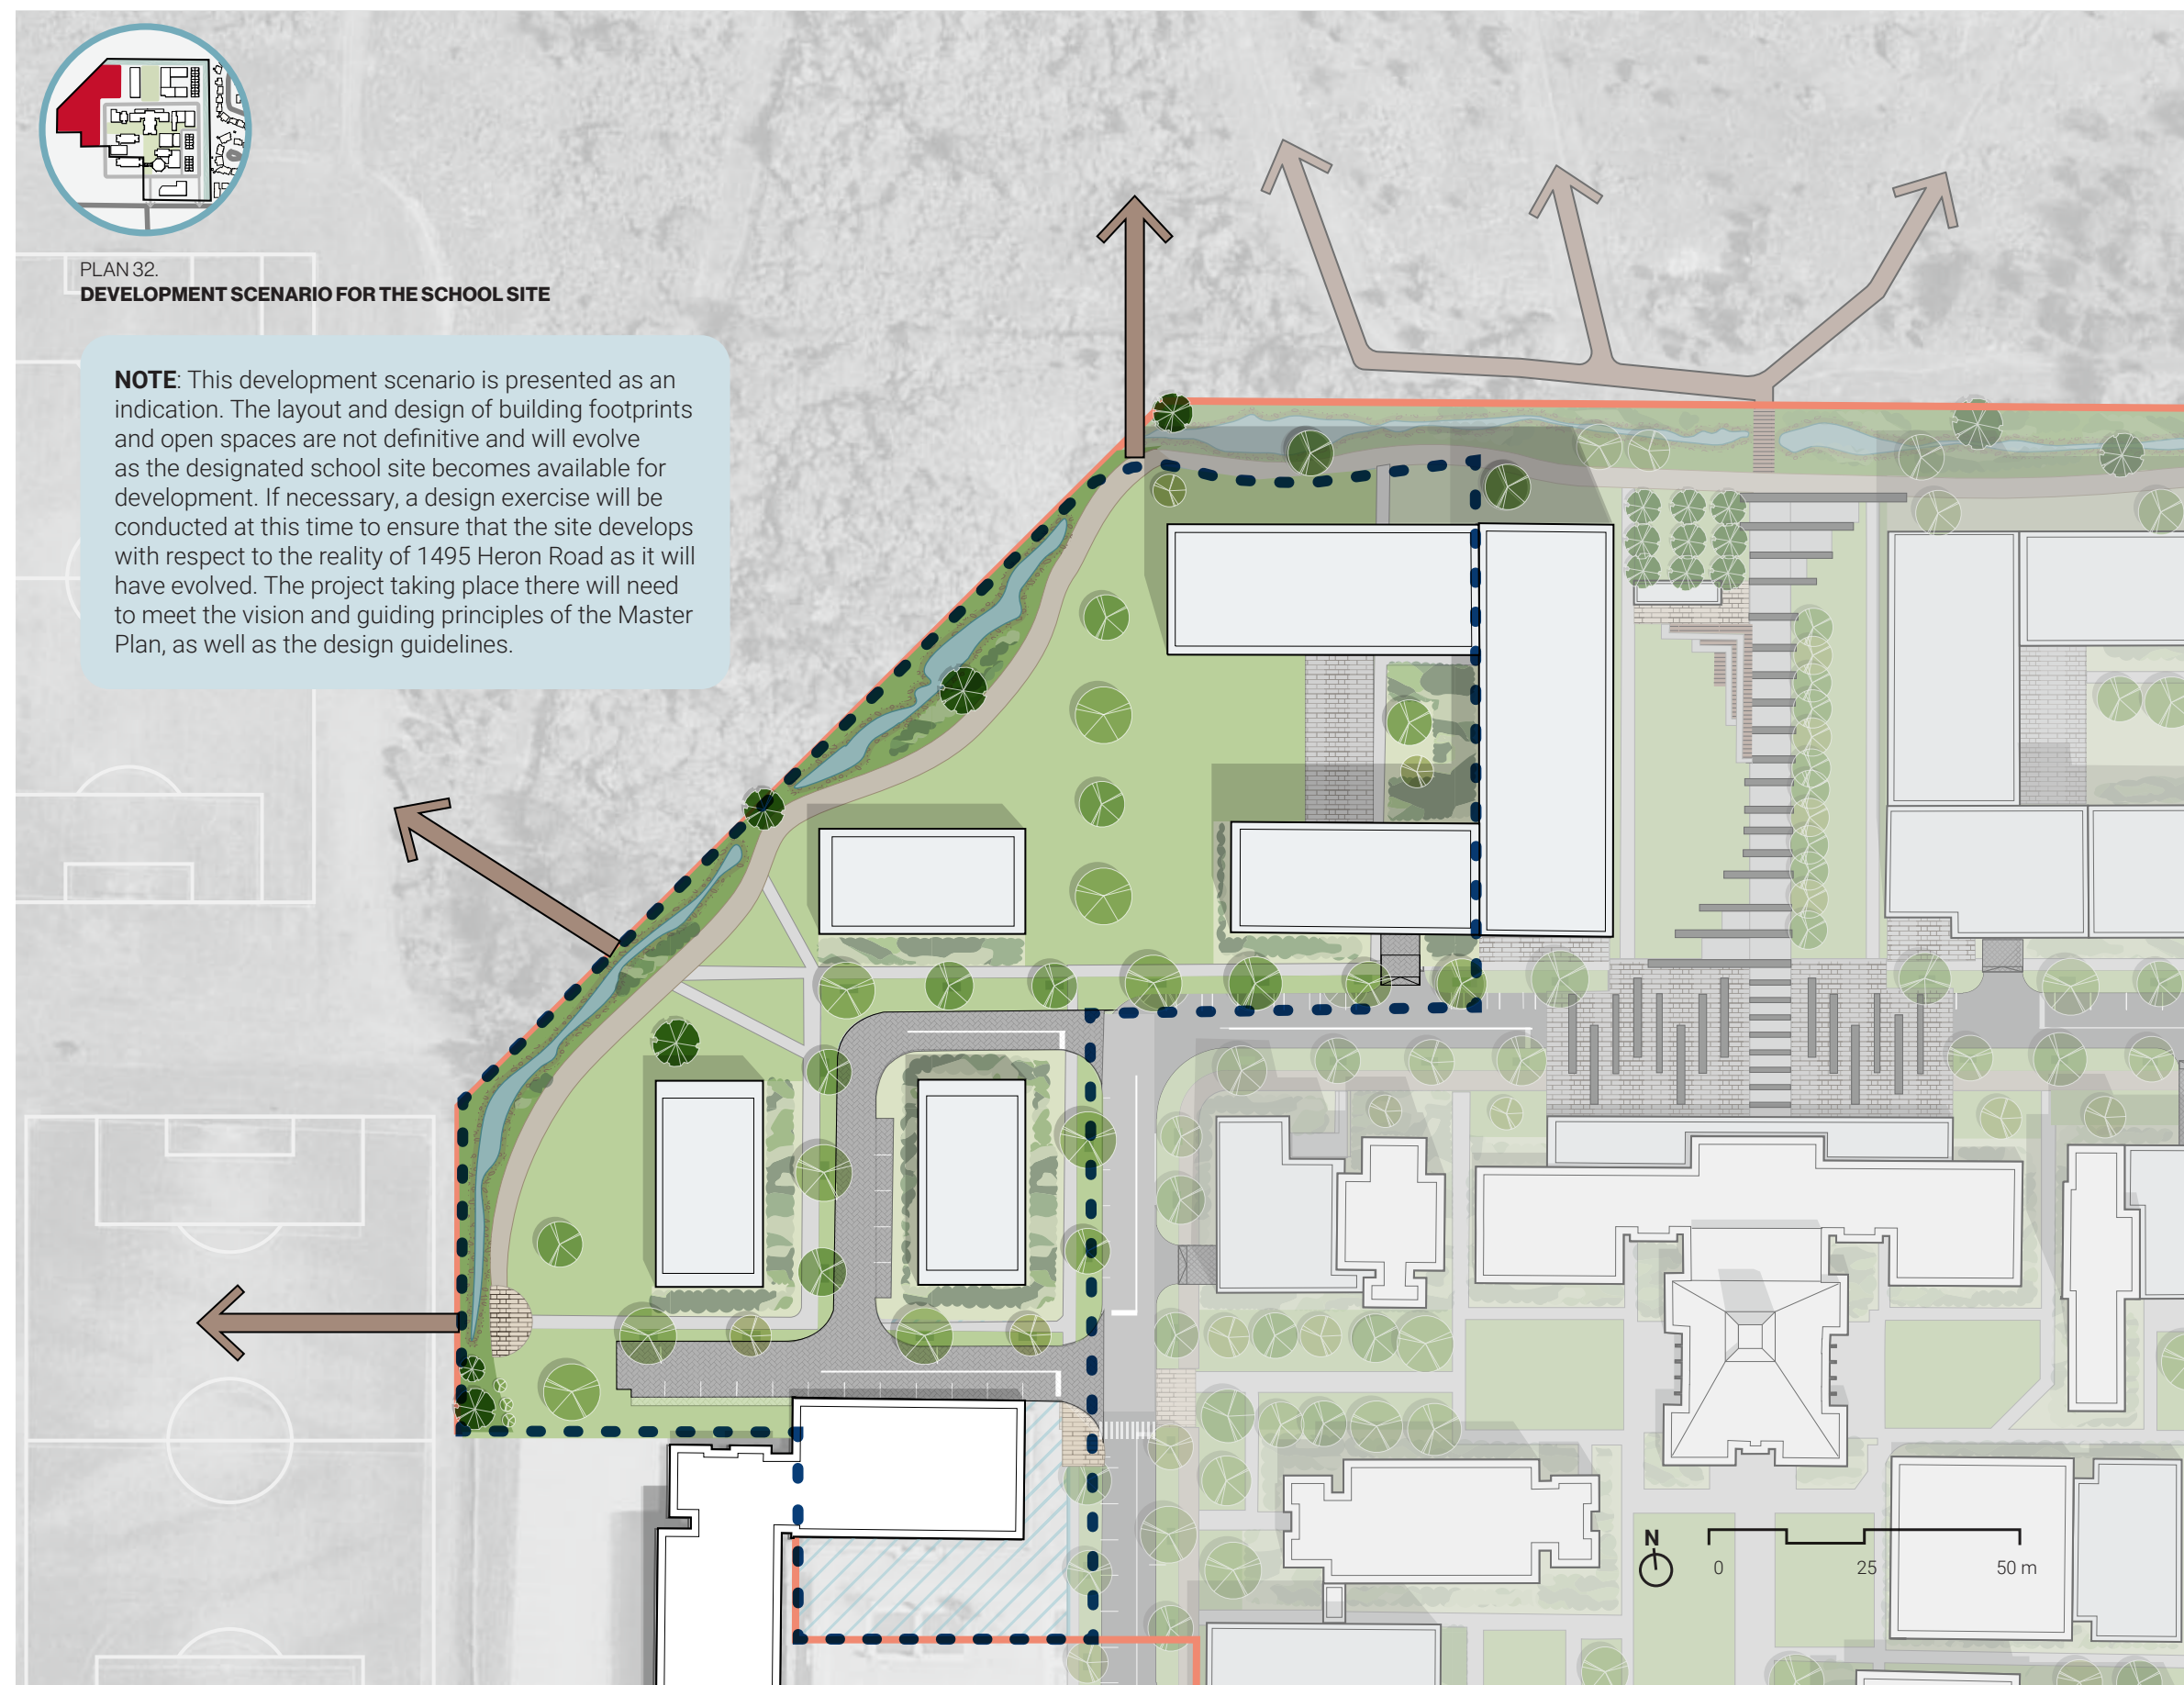 PLAN 32.
DEVELOPMENT SCENARIO FOR THE SCHOOL SITE
NOTE: This development scenario is presented as an
indication. The layout and design of building footprints
and open spaces are not definitive and will evolve
as the designated school site becomes available for
development. If necessary, a design exercise will be
conducted at this time to ensure that the site develops
with respect to the reality of 1495 Heron Road as it will
have evolved. The project taking place there will need
to meet the vision and guiding principles of the Master
Plan, as well as the design guidelines.
N
0 25 50 m